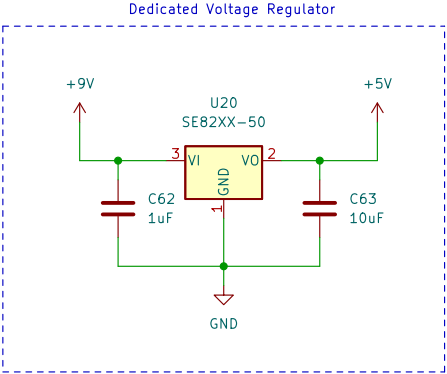 Dedicated Voltage Regulator
+9V
+5V
U20
SE82XX-50
3 VI
VO 2
GND
1
C62
1uF
C63
10uF
GND